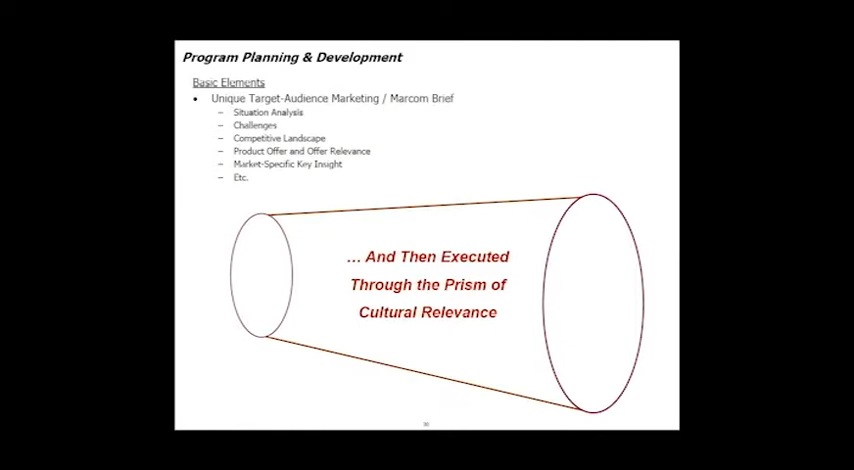 Program Planning & Development
Basic Elements
• Unique Target-Audience Marketing / Marcom Brief
– Situation Analysis
– Challenges
– Competitive Landscape
– Product Offer and Offer Relevance
– Market-Specific Key Insight
– Etc.
... And Then Executed
Through the Prism of
Cultural Relevance